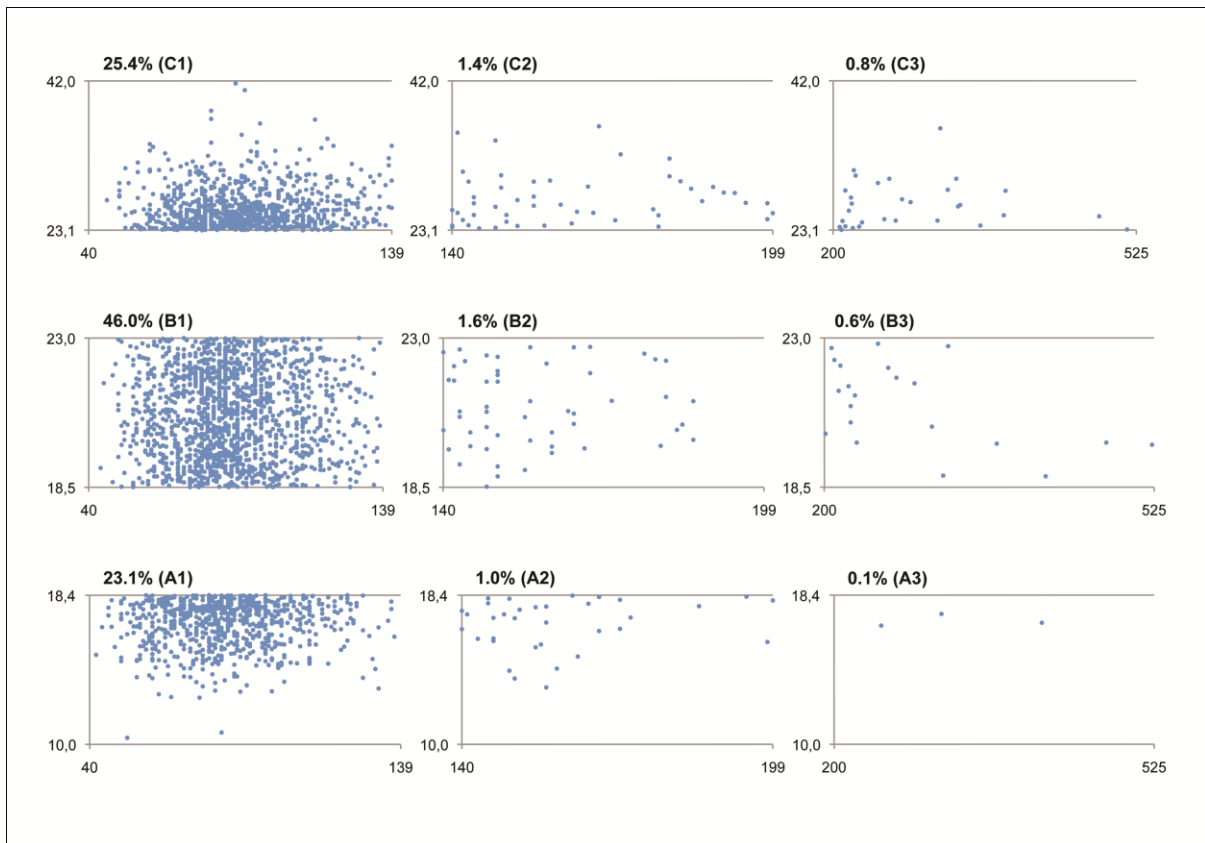 25.4% (C1) 1.4% (C2) 0.8% (C3)
42,0 42,0 42,0
23,1 23,1 23,1
40 139 140 199 200 525
46.0% (B1) 1.6% (B2) 0.6% (B3)
23,0 23,0 23,0
18,5 18,5 18,5
40 139 140 199 200 525
23.1% (A1) 1.0% (A2) 0.1% (A3)
18,4 18,4 18,4
10,0 10,0 10,0
40 139 140 199 200 525